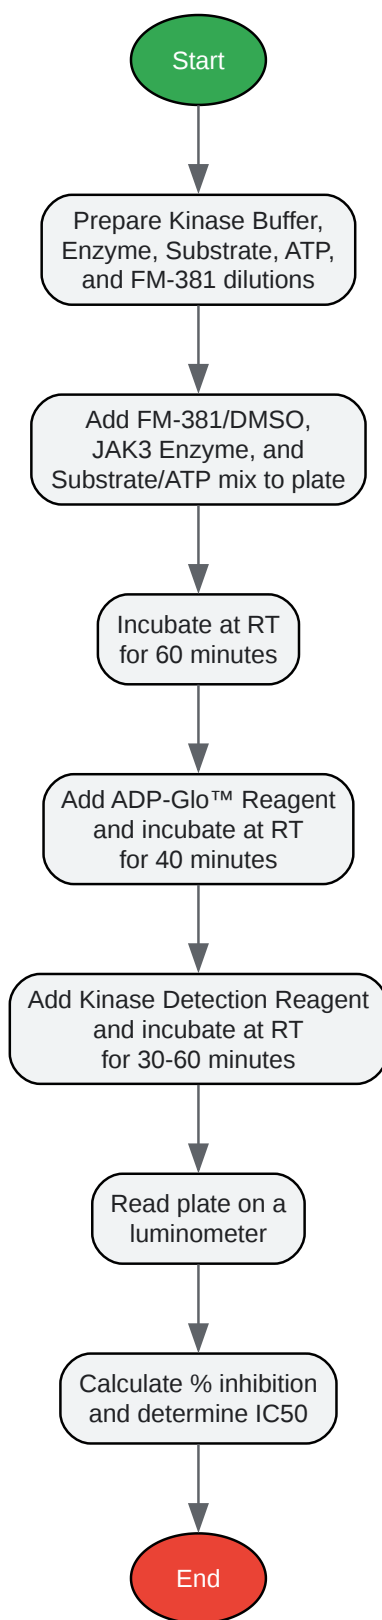 Start
Prepare Kinase Buffer,
Enzyme, Substrate, ATP,
and FM-381 dilutions
Add FM-381/DMSO,
JAK3 Enzyme, and
Substrate/ATP mix to plate
Incubate at RT
for 60 minutes
Add ADP-Glo™ Reagent
and incubate at RT
for 40 minutes
Add Kinase Detection Reagent
and incubate at RT
for 30-60 minutes
Read plate on a
luminometer
Calculate % inhibition
and determine IC50
End